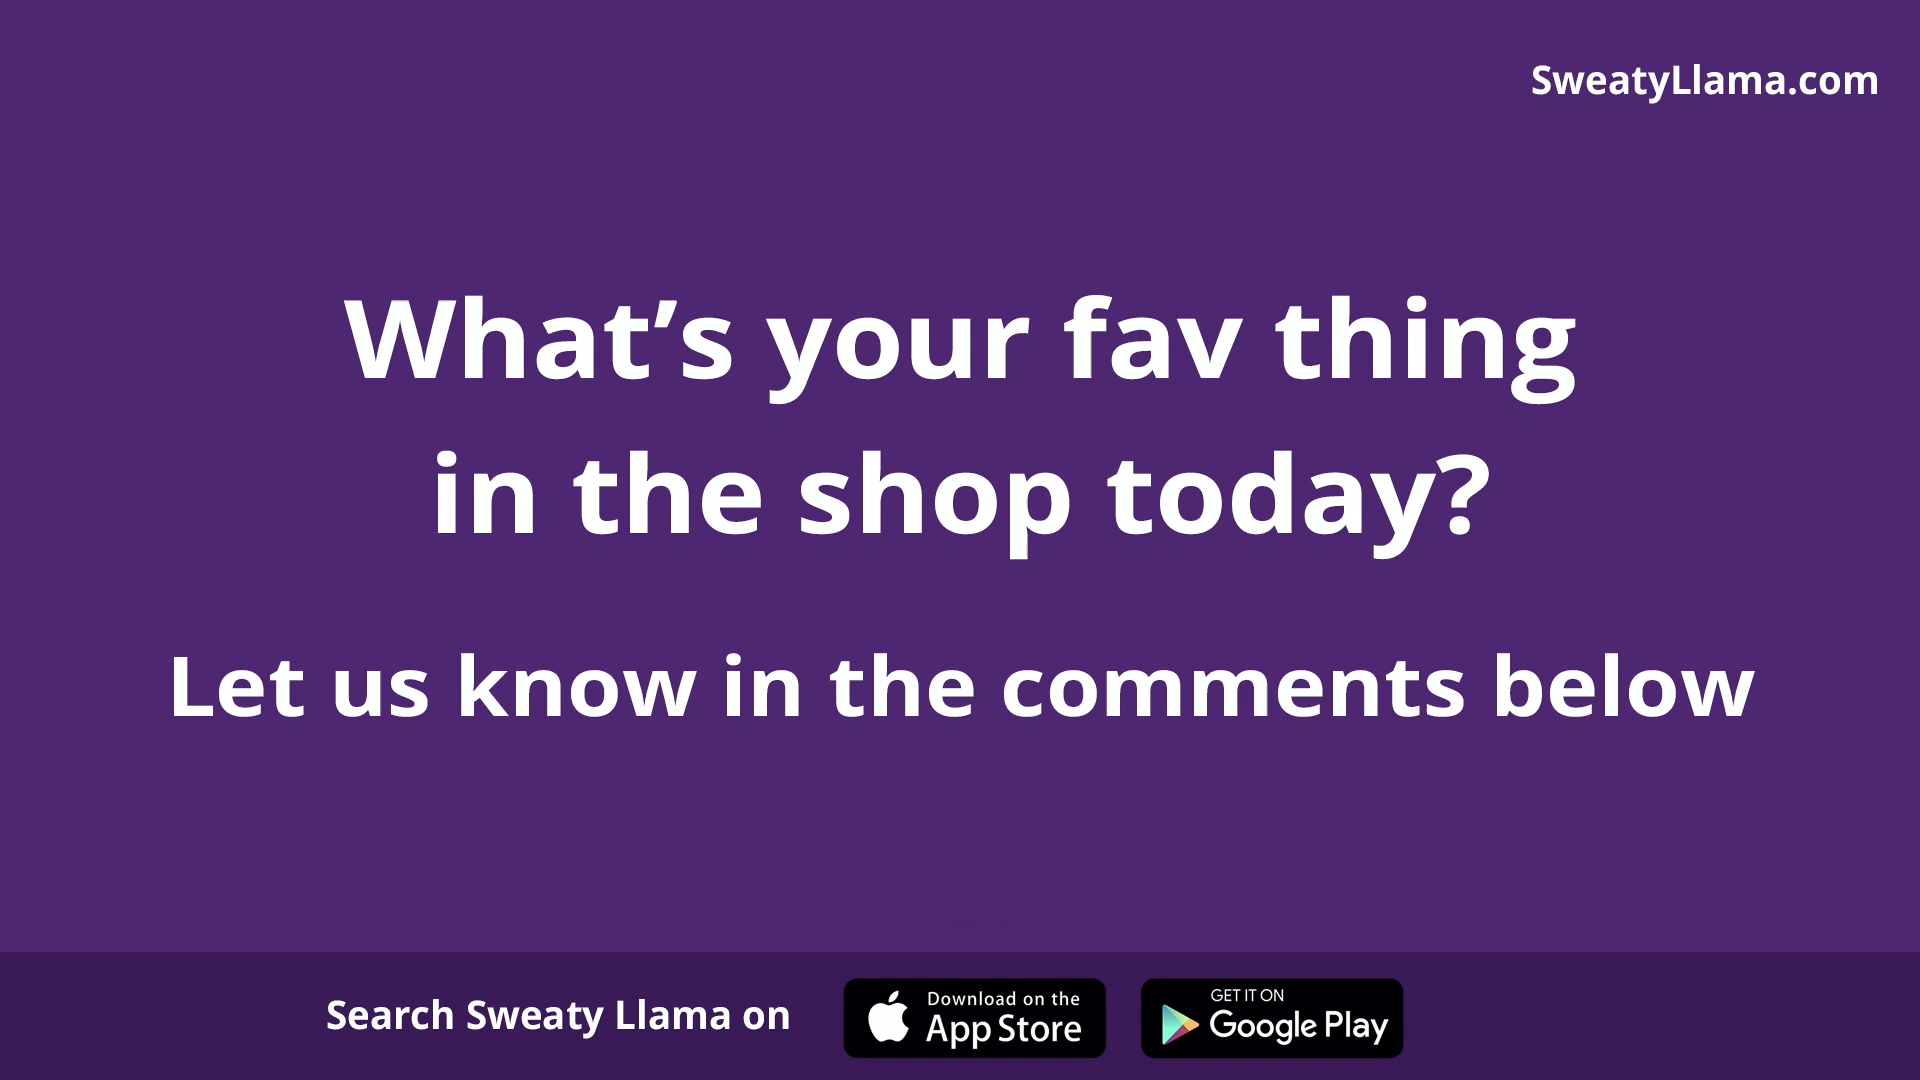 SweatyLlama.com
What’s your fav thing
in the shop today?
Let us know in the comments below
Search Sweaty Llama on
Download on the
App Store
GET IT ON
Google Play